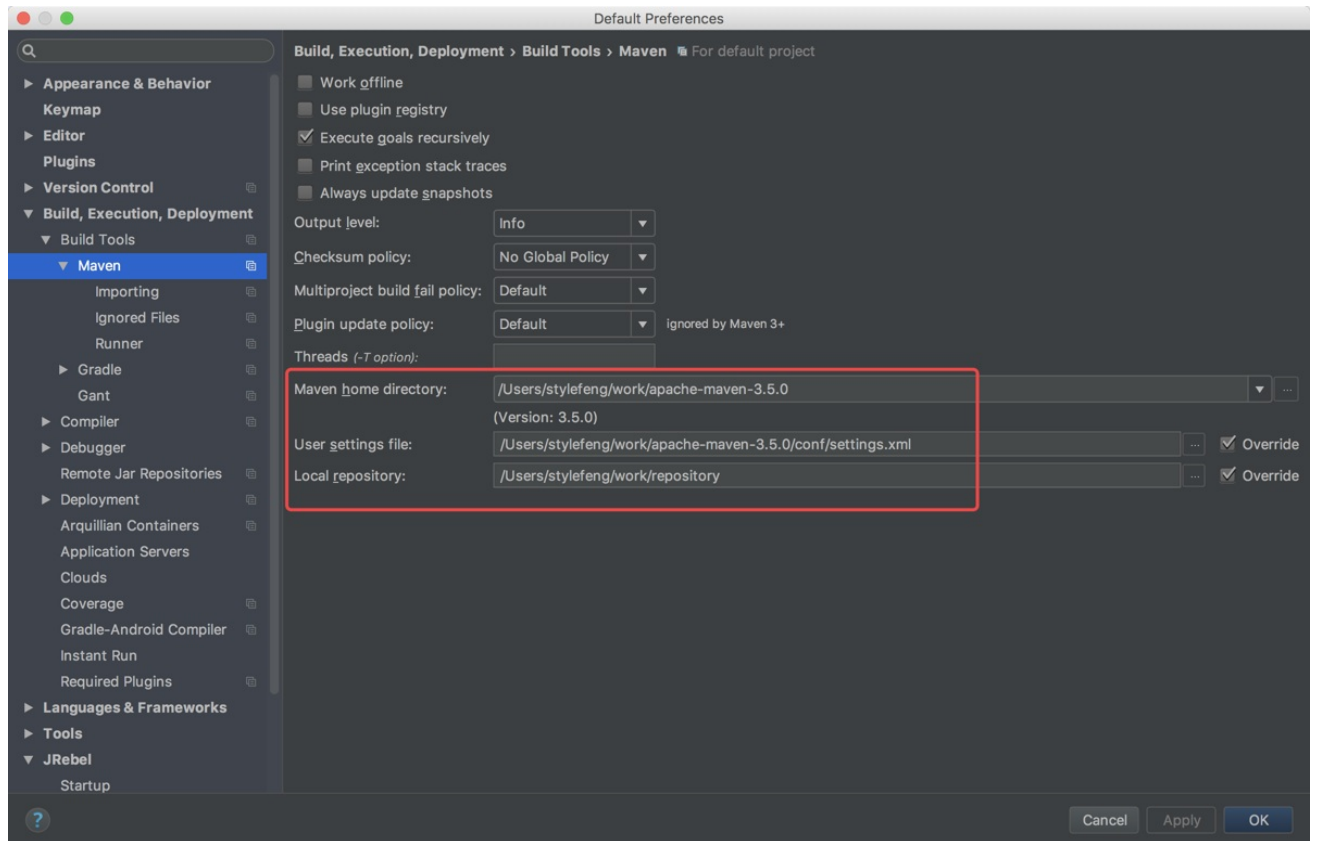 Default Preferences
Appearance & Behavior
Keymap
Editor
Plugins
Version Control
Build, Execution, Deployment
Build Tools
Maven
Importing
Ignored Files
Runner
Gradle
Gant
Compiler
Debugger
Remote Jar Repositories
Deployment
Arquillian Containers
Application Servers
Clouds
Coverage
Gradle-Android Compiler
Instant Run
Required Plugins
Languages & Frameworks
Tools
JRebel
Startup
Build, Execution, Deployment › Build Tools › Maven For default project
Work offline
Use plugin registry
Execute goals recursively
Print exception stack traces
Always update snapshots
Output level: Info
Checksum policy: No Global Policy
Multiproject build fail policy: Default
Plugin update policy: Default ignored by Maven 3+
Threads (-T option):
Maven home directory: /Users/stylefeng/work/apache-maven-3.5.0 ...
(Version: 3.5.0)
User settings file: /Users/stylefeng/work/apache-maven-3.5.0/conf/settings.xml ... Override
Local repository: /Users/stylefeng/work/repository ... Override
? Cancel Apply OK